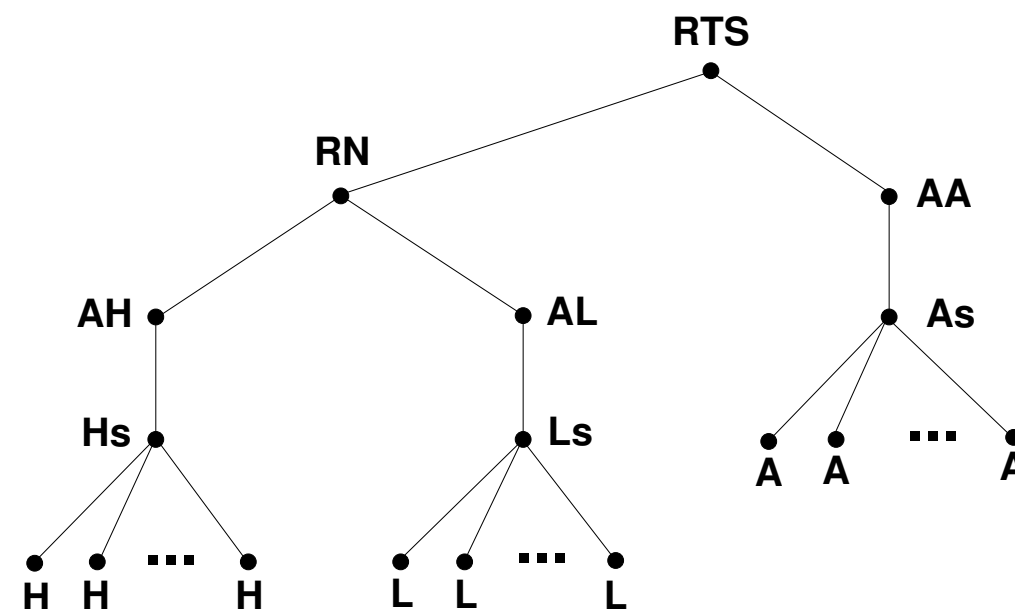 RTS
RN
AA
AH
AL
As
Hs
Ls
A A ... A
H H ... H
L L ... L